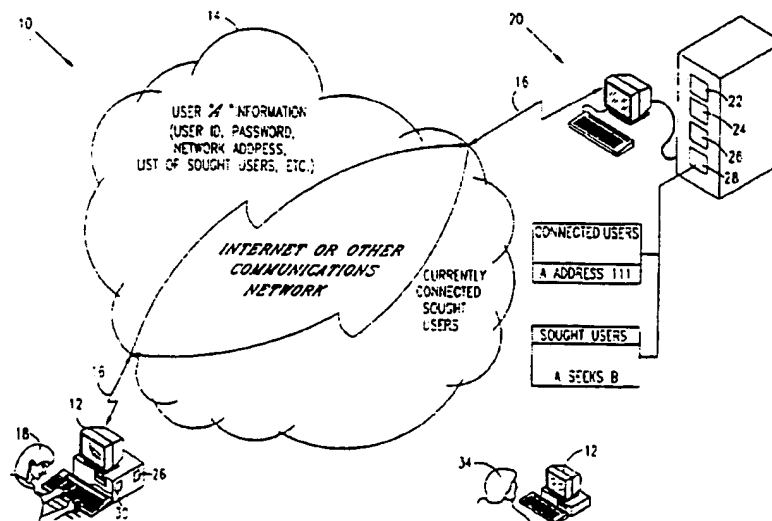 10
14
20
16
22
24
26
28
USER "A" INFORMATION
(USER ID, PASSWORD,
NETWORK ADDRESS,
LIST OF SOUGHT USERS, ETC.)
INTERNET OR OTHER
COMMUNICATIONS
NETWORK
CURRENTLY
CONNECTED
SOUGHT
USERS
CONNECTED USERS
A ADDRESS 111
SOUGHT USERS
A SEEKS B
16
12
18
26
30
34
12